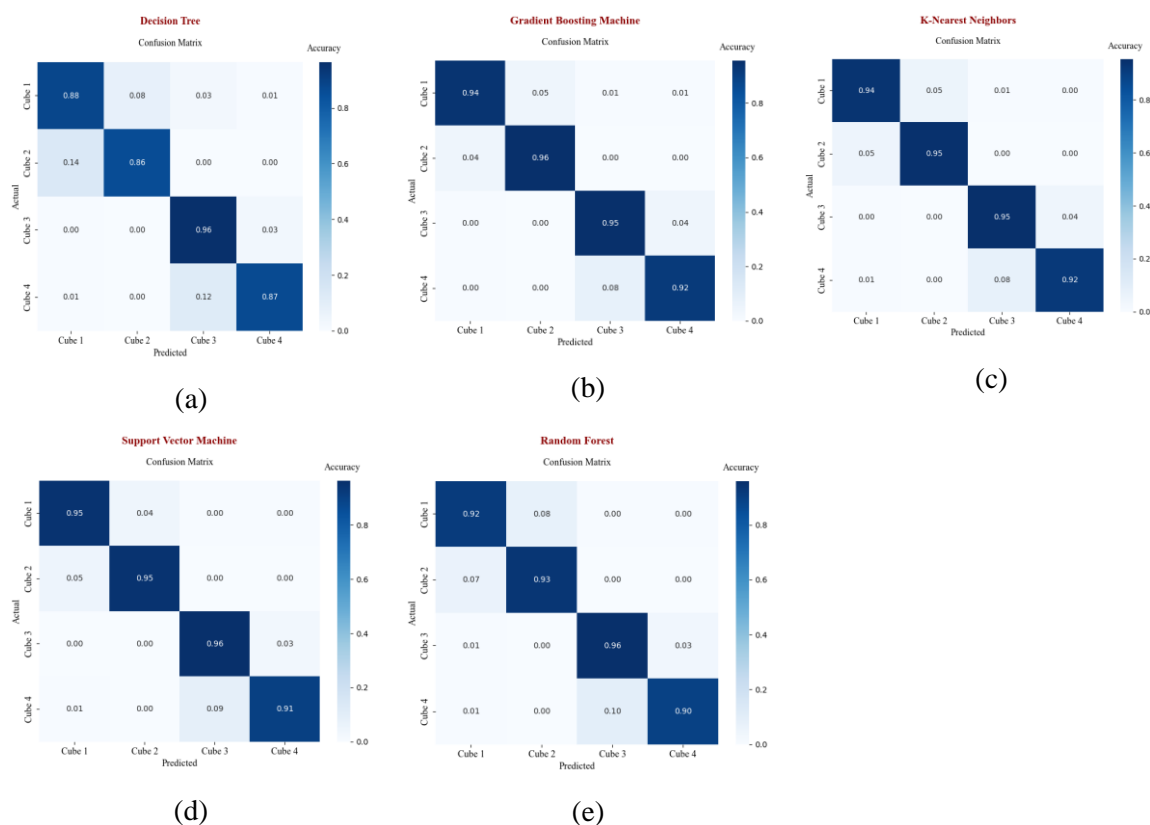 Decision Tree
Confusion Matrix
Accuracy
Cube 1 0.88 0.08 0.03 0.01
Cube 2 0.14 0.86 0.00 0.00
Cube 3 0.00 0.00 0.96 0.03
Cube 4 0.01 0.00 0.12 0.87
Actual
0.8
0.6
0.4
0.2
0.0
Cube 1 Cube 2 Cube 3 Cube 4
Predicted
(a)
Gradient Boosting Machine
Confusion Matrix
Accuracy
Cube 1 0.94 0.05 0.01 0.01
Cube 2 0.04 0.96 0.00 0.00
Cube 3 0.00 0.00 0.95 0.04
Cube 4 0.00 0.00 0.08 0.92
Actual
0.8
0.6
0.4
0.2
0.0
Cube 1 Cube 2 Cube 3 Cube 4
Predicted
(b)
K-Nearest Neighbors
Confusion Matrix
Accuracy
Cube 1 0.94 0.05 0.01 0.00
Cube 2 0.05 0.95 0.00 0.00
Cube 3 0.00 0.00 0.95 0.04
Cube 4 0.01 0.00 0.08 0.92
Actual
0.8
0.6
0.4
0.2
0.0
Cube 1 Cube 2 Cube 3 Cube 4
Predicted
(c)
Support Vector Machine
Confusion Matrix
Accuracy
Cube 1 0.95 0.04 0.00 0.00
Cube 2 0.05 0.95 0.00 0.00
Cube 3 0.00 0.00 0.96 0.03
Cube 4 0.01 0.00 0.09 0.91
Actual
0.8
0.6
0.4
0.2
0.0
Cube 1 Cube 2 Cube 3 Cube 4
Predicted
(d)
Random Forest
Confusion Matrix
Accuracy
Cube 1 0.92 0.08 0.00 0.00
Cube 2 0.07 0.93 0.00 0.00
Cube 3 0.01 0.00 0.96 0.03
Cube 4 0.01 0.00 0.10 0.90
Actual
0.8
0.6
0.4
0.2
0.0
Cube 1 Cube 2 Cube 3 Cube 4
Predicted
(e)